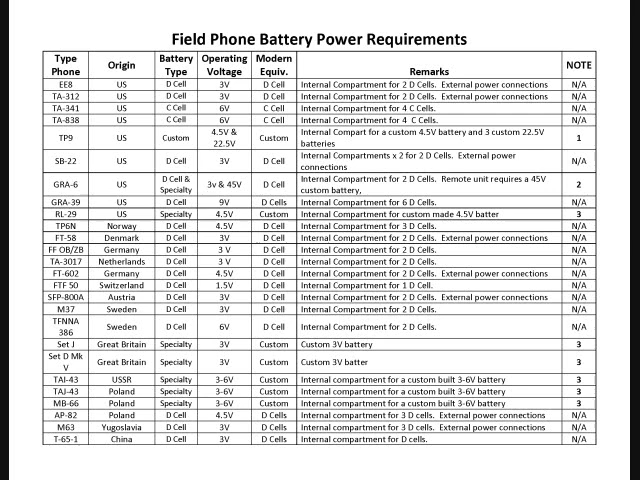 Field Phone Battery Power Requirements
Type Phone Origin Battery Type Operating Voltage Modern Equiv. Remarks NOTE
EE8 US D Cell 3V D Cell Internal Compartment for 2 D Cells. External power connections N/A
TA-312 US D Cell 3V D Cell Internal Compartment for 2 D Cells. External power connections N/A
TA-341 US C Cell 6V C Cell Internal Compartment for 4 C Cells. N/A
TA-838 US C Cell 6V C Cell Internal Compartment for 4 C Cells. N/A
TP9 US Custom 4.5V & 22.5V Custom Internal Compart for a custom 4.5V battery and 3 custom 22.5V batteries 1
SB-22 US D Cell 3V D Cell Internal Compartments x 2 for 2 D Cells. External power connections N/A
GRA-6 US D Cell & Specialty 3v & 45V D Cell Internal Compartment for 2 D Cells. Remote unit requires a 45V custom battery, 2
GRA-39 US D Cell 9V D Cells Internal Compartment for 6 D Cells. N/A
RL-29 US Specialty 4.5V Custom Internal Compartment for custom made 4.5V batter 3
TP6N Norway D Cell 4.5V D Cell Internal Compartment for 3 D Cells. N/A
FT-58 Denmark D Cell 3V D Cell Internal Compartment for 2 D Cells. External power connections N/A
FF OB/ZB Germany D Cell 3 V D Cell Internal Compartment for 2 D Cells. N/A
TA-3017 Netherlands D Cell 3 V D Cell Internal Compartment for 2 D Cells. N/A
FT-602 Germany D Cell 4.5V D Cell Internal Compartment for 2 D Cells. External power connections N/A
FTF 50 Switzerland D Cell 1.5V D Cell Internal Compartment for 1 D Cell. N/A
SFP-800A Austria D Cell 3V D Cell Internal Compartment for 2 D Cells. External power connections N/A
M37 Sweden D Cell 3V D Cell Internal Compartment for 2 D Cells. N/A
TFNNA 386 Sweden D Cell 6V D Cell Internal Compartment for 2 D Cells. N/A
Set J Great Britain Specialty 3V Custom Custom 3V battery 3
Set D Mk V Great Britain Specialty 3V Custom Custom 3V batter 3
TAI-43 USSR Specialty 3-6V Custom Internal compartment for a custom built 3-6V battery 3
TAJ-43 Poland Specialty 3-6V Custom Internal compartment for a custom built 3-6V battery 3
MB-66 Poland Specialty 3-6V Custom Internal compartment for a custom built 3-6V battery 3
AP-82 Poland D Cell 4.5V D Cells Internal compartment for 3 D cells. External power connections N/A
M63 Yugoslavia D Cell 3V D Cells Internal compartment for 3 D cells. External power connections N/A
T-65-1 China D Cell 3V D Cells Internal compartment for D cells. N/A